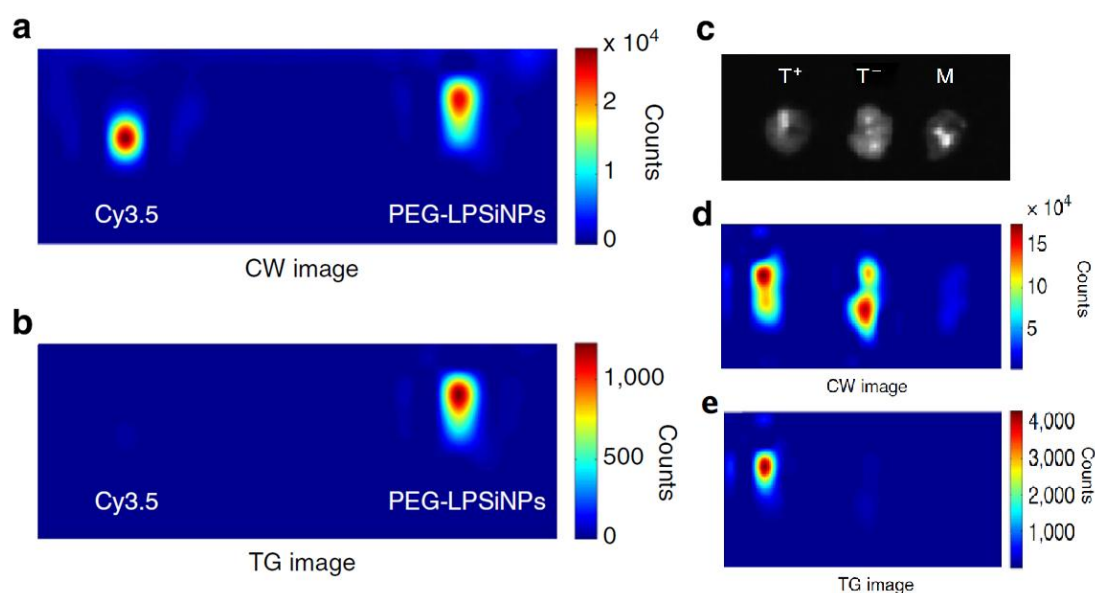 a
× 10⁴
2
1
0
Counts
Cy3.5
PEG-LPSiNPs
CW image
b
1,000
500
0
Counts
Cy3.5
PEG-LPSiNPs
TG image
c
T⁺
T⁻
M
d
× 10⁴
15
10
5
Counts
CW image
e
4,000
3,000
2,000
1,000
Counts
TG image